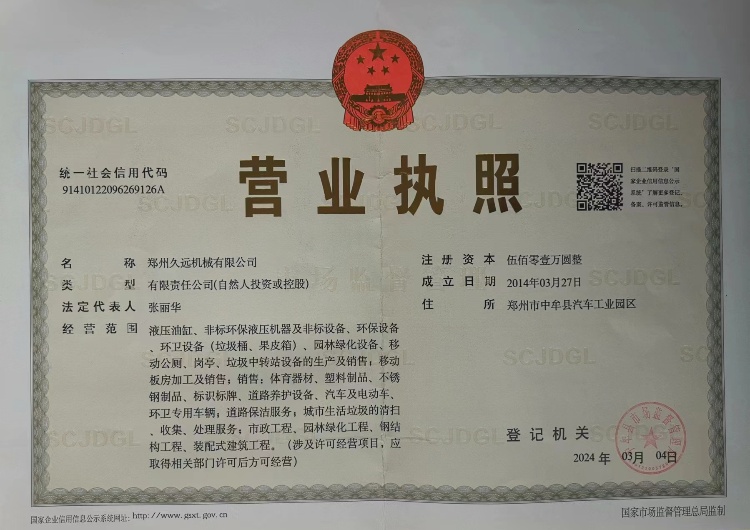 统一社会信用代码
91410122096269126A
营业执照
扫描二维码登录"国
家企业信用信息公示
系统"了解更多登记、
备案、许可监管信息。
名称 郑州久远机械有限公司
类型 有限责任公司(自然人投资或控股)
法定代表人 张丽华
经营范围 液压油缸、非标环保液压机器及非标设备、环保设备
、环卫设备（垃圾桶、果皮箱）、园林绿化设备、移
动公厕、岗亭、垃圾中转站设备的生产及销售；移动
板房加工及销售；销售：体育器材、塑料制品、不锈
钢制品、标识标牌、道路养护设备、汽车及电动车、
环卫专用车辆；道路保洁服务；城市生活垃圾的清扫
、收集、处理服务；市政工程、园林绿化工程、钢结
构工程、装配式建筑工程。（涉及许可经营项目，应
取得相关部门许可后方可经营）
注册资本 伍佰零壹万圆整
成立日期 2014年03月27日
住所 郑州市中牟县汽车工业园区
登记机关
2024 年 03月 04日
国家企业信用信息公示系统网址：http://www.gsxt.gov.cn
国家市场监督管理总局监制
SCJDGL